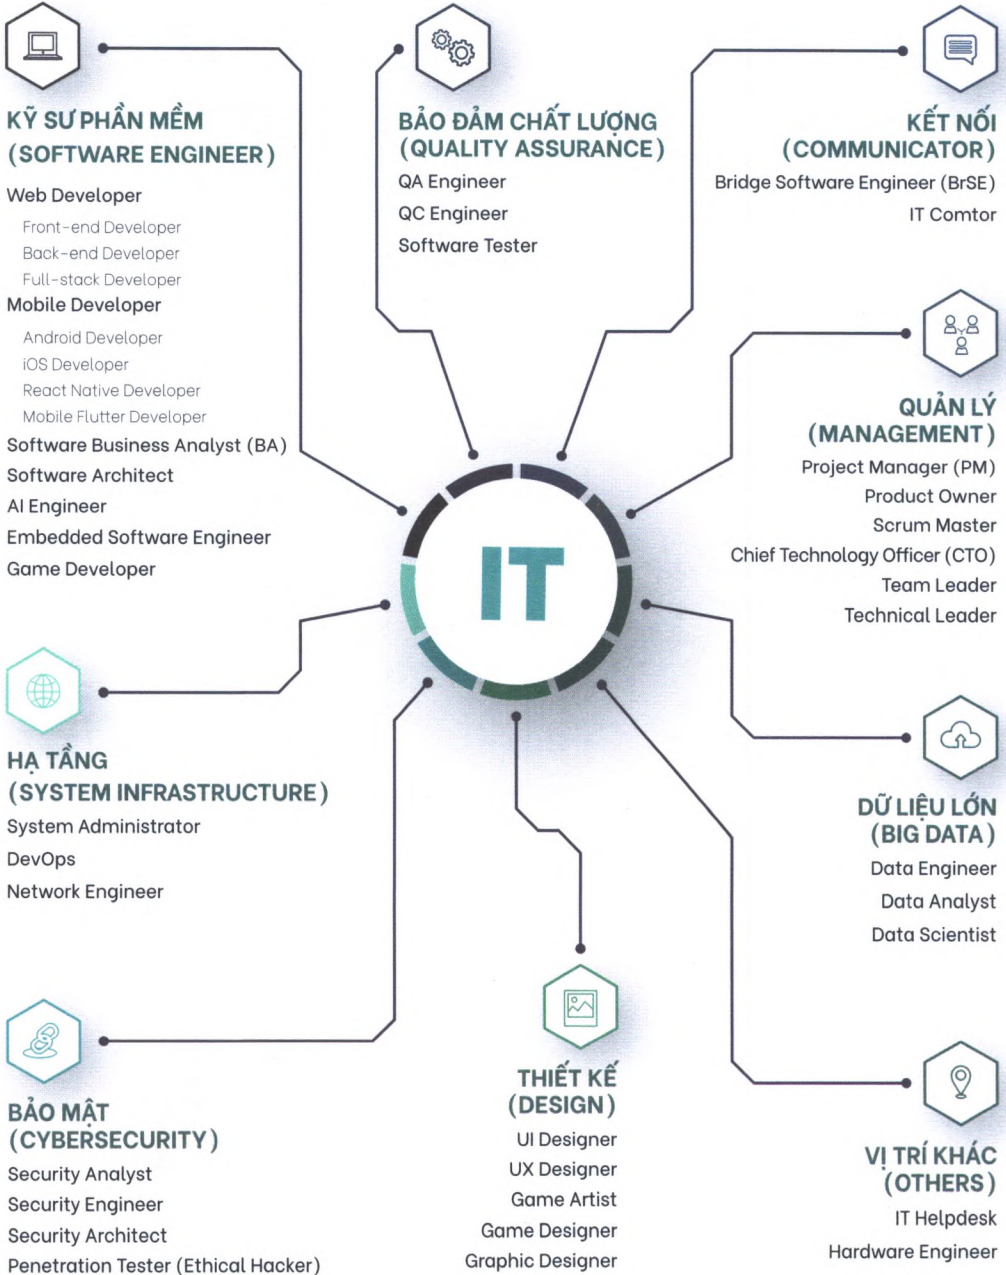 KỸ SƯ PHẦN MỀM
(SOFTWARE ENGINEER)
Web Developer
Front-end Developer
Back-end Developer
Full-stack Developer
Mobile Developer
Android Developer
iOS Developer
React Native Developer
Mobile Flutter Developer
Software Business Analyst (BA)
Software Architect
AI Engineer
Embedded Software Engineer
Game Developer
BẢO ĐẢM CHẤT LƯỢNG
(QUALITY ASSURANCE)
QA Engineer
QC Engineer
Software Tester
KẾT NỐI
(COMMUNICATOR)
Bridge Software Engineer (BrSE)
IT Comtor
QUẢN LÝ
(MANAGEMENT)
Project Manager (PM)
Product Owner
Scrum Master
Chief Technology Officer (CTO)
Team Leader
Technical Leader
IT
HẠ TẦNG
(SYSTEM INFRASTRUCTURE)
System Administrator
DevOps
Network Engineer
DỮ LIỆU LỚN
(BIG DATA)
Data Engineer
Data Analyst
Data Scientist
BẢO MẬT
(CYBERSECURITY)
Security Analyst
Security Engineer
Security Architect
Penetration Tester (Ethical Hacker)
THIẾT KẾ
(DESIGN)
UI Designer
UX Designer
Game Artist
Game Designer
Graphic Designer
VỊ TRÍ KHÁC
(OTHERS)
IT Helpdesk
Hardware Engineer